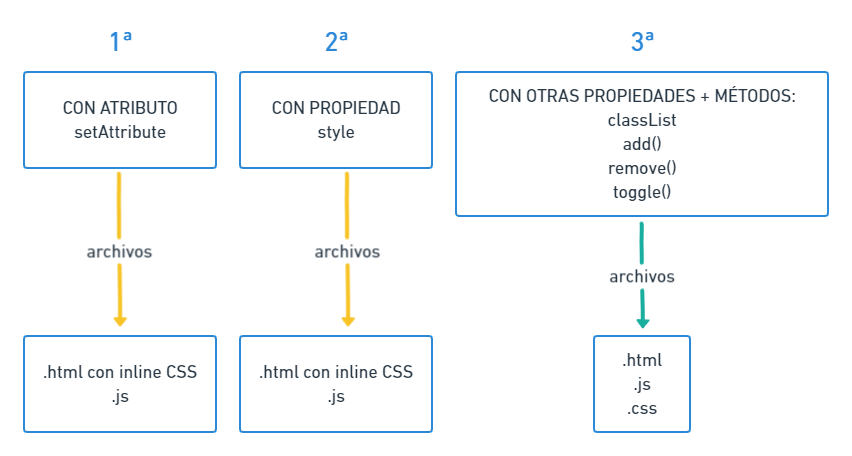 1ª
CON ATRIBUTO
setAttribute
archivos
.html con inline CSS
.js
2ª
CON PROPIEDAD
style
archivos
.html con inline CSS
.js
3ª
CON OTRAS PROPIEDADES + MÉTODOS:
classList
add()
remove()
toggle()
archivos
.html
.js
.css